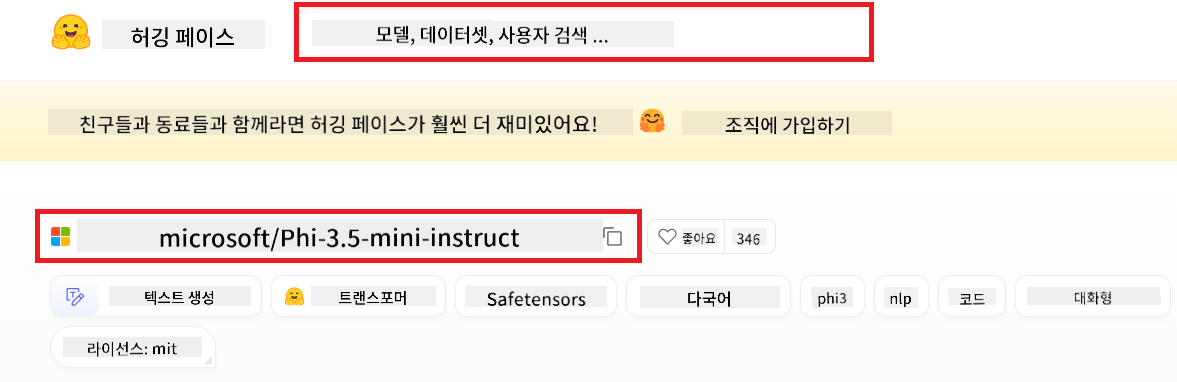 허깅 페이스
모델, 데이터셋, 사용자 검색 ...
친구들과 동료들과 함께라면 허깅 페이스가 훨씬 더 재미있어요!
조직에 가입하기
microsoft/Phi-3.5-mini-instruct
좋아요 346
텍스트 생성 트랜스포머 Safetensors 다국어 phi3 nlp 코드 대화형
라이선스: mit